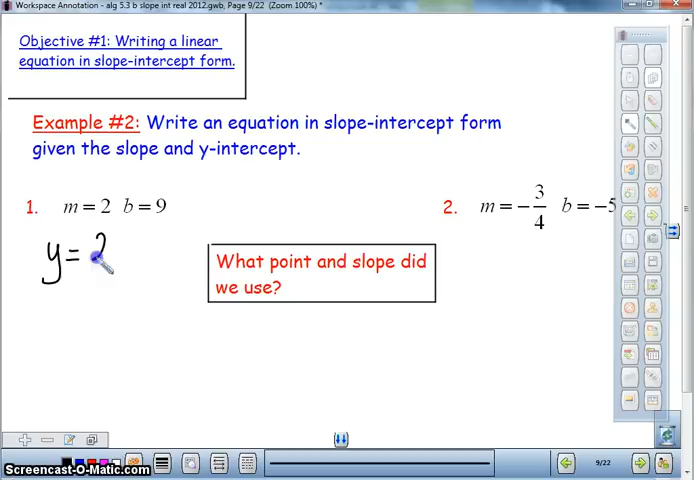 Workspace Annotation - alg 5.3 b slope int real 2012.gwb, Page 9/22 (Zoom 100%) *
Objective #1: Writing a linear
equation in slope-intercept form.
Example #2: Write an equation in slope-intercept form
given the slope and y-intercept.
1. m = 2 b = 9
2. m = -3/4 b = -5
y = 2
What point and slope did
we use?
9/22
Screencast-O-Matic.com